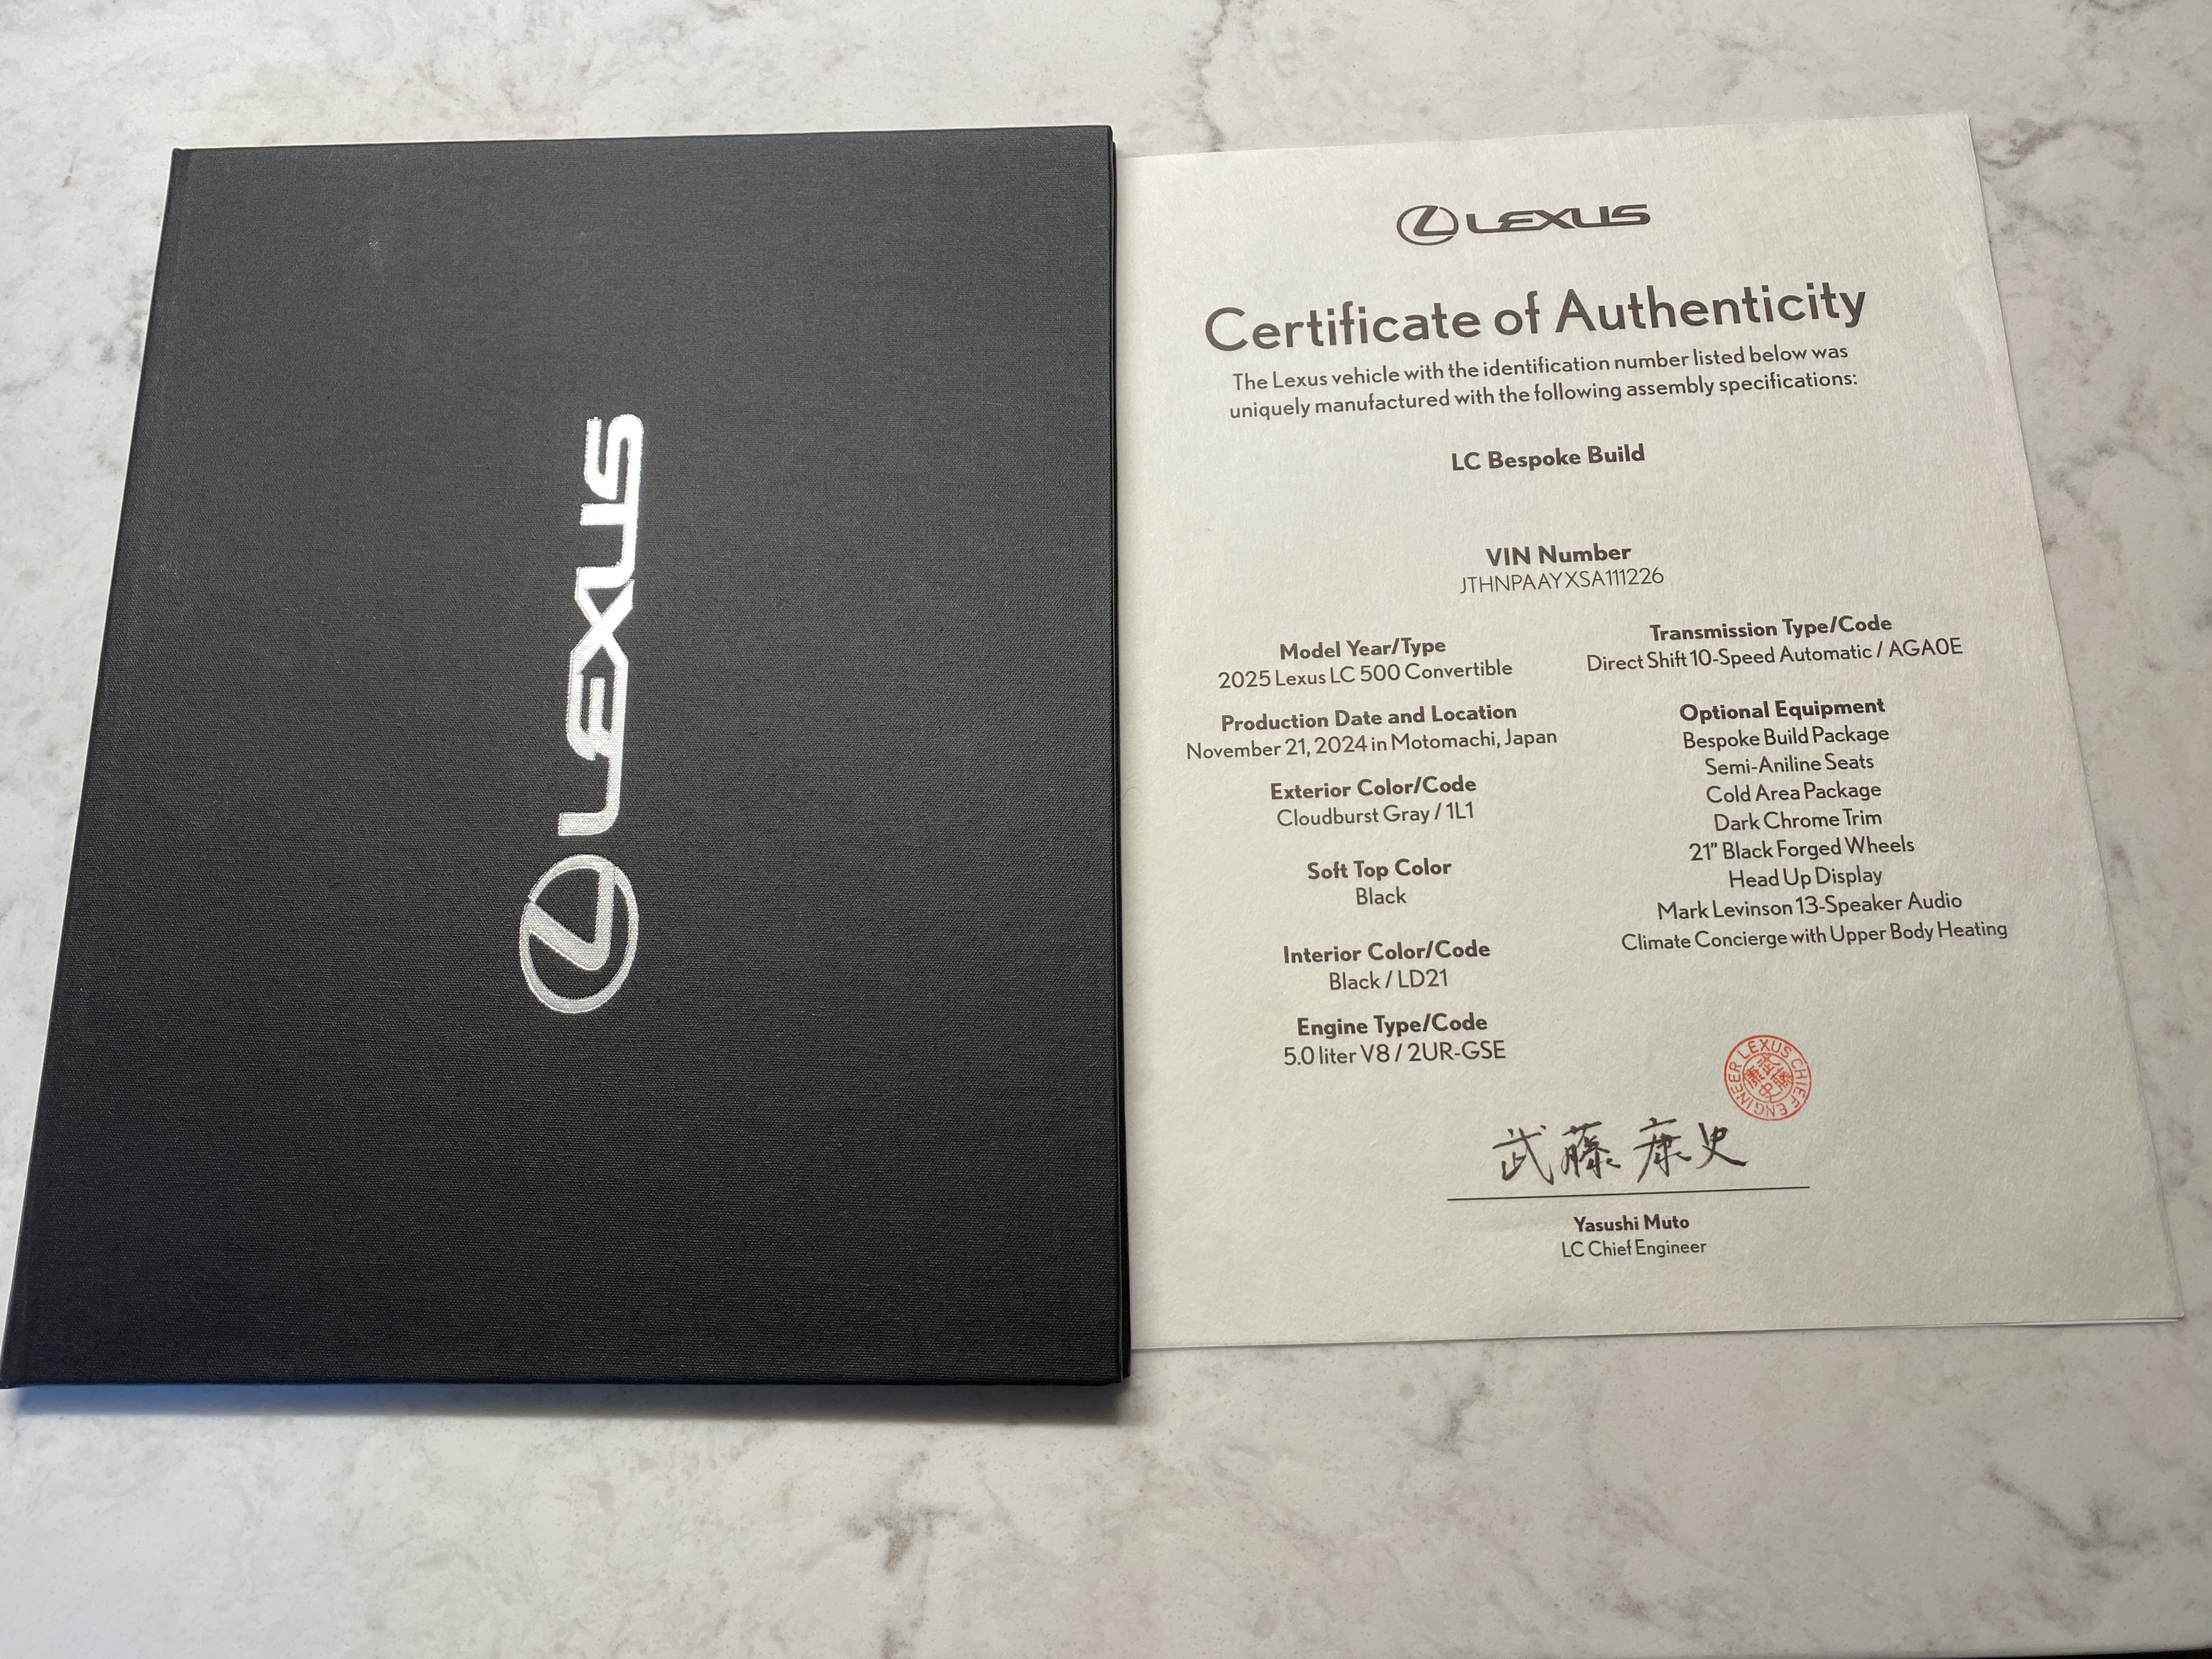 LEXUS
LEXUS
Certificate of Authenticity
The Lexus vehicle with the identification number listed below was
uniquely manufactured with the following assembly specifications:
LC Bespoke Build
VIN Number
JTHNPAAYXSA111226
Model Year/Type
2025 Lexus LC 500 Convertible
Production Date and Location
November 21, 2024 in Motomachi, Japan
Exterior Color/Code
Cloudburst Gray / 1L1
Soft Top Color
Black
Interior Color/Code
Black / LD21
Engine Type/Code
5.0 liter V8 / 2UR-GSE
Transmission Type/Code
Direct Shift 10-Speed Automatic / AGA0E
Optional Equipment
Bespoke Build Package
Semi-Aniline Seats
Cold Area Package
Dark Chrome Trim
21" Black Forged Wheels
Head Up Display
Mark Levinson 13-Speaker Audio
Climate Concierge with Upper Body Heating
LEXUS CHIEF ENGINEER
武藤 康史
Yasushi Muto
LC Chief Engineer